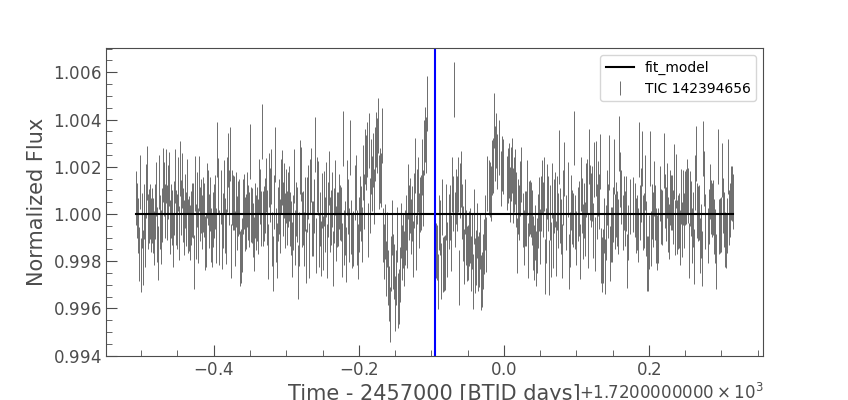 1.006
1.004
1.002
1.000
0.998
0.996
0.994
Normalized Flux
fit_model
TIC 142394656
−0.4
−0.2
0.0
0.2
Time - 2457000 [BTJD days]
+1.7200000000 × 10³